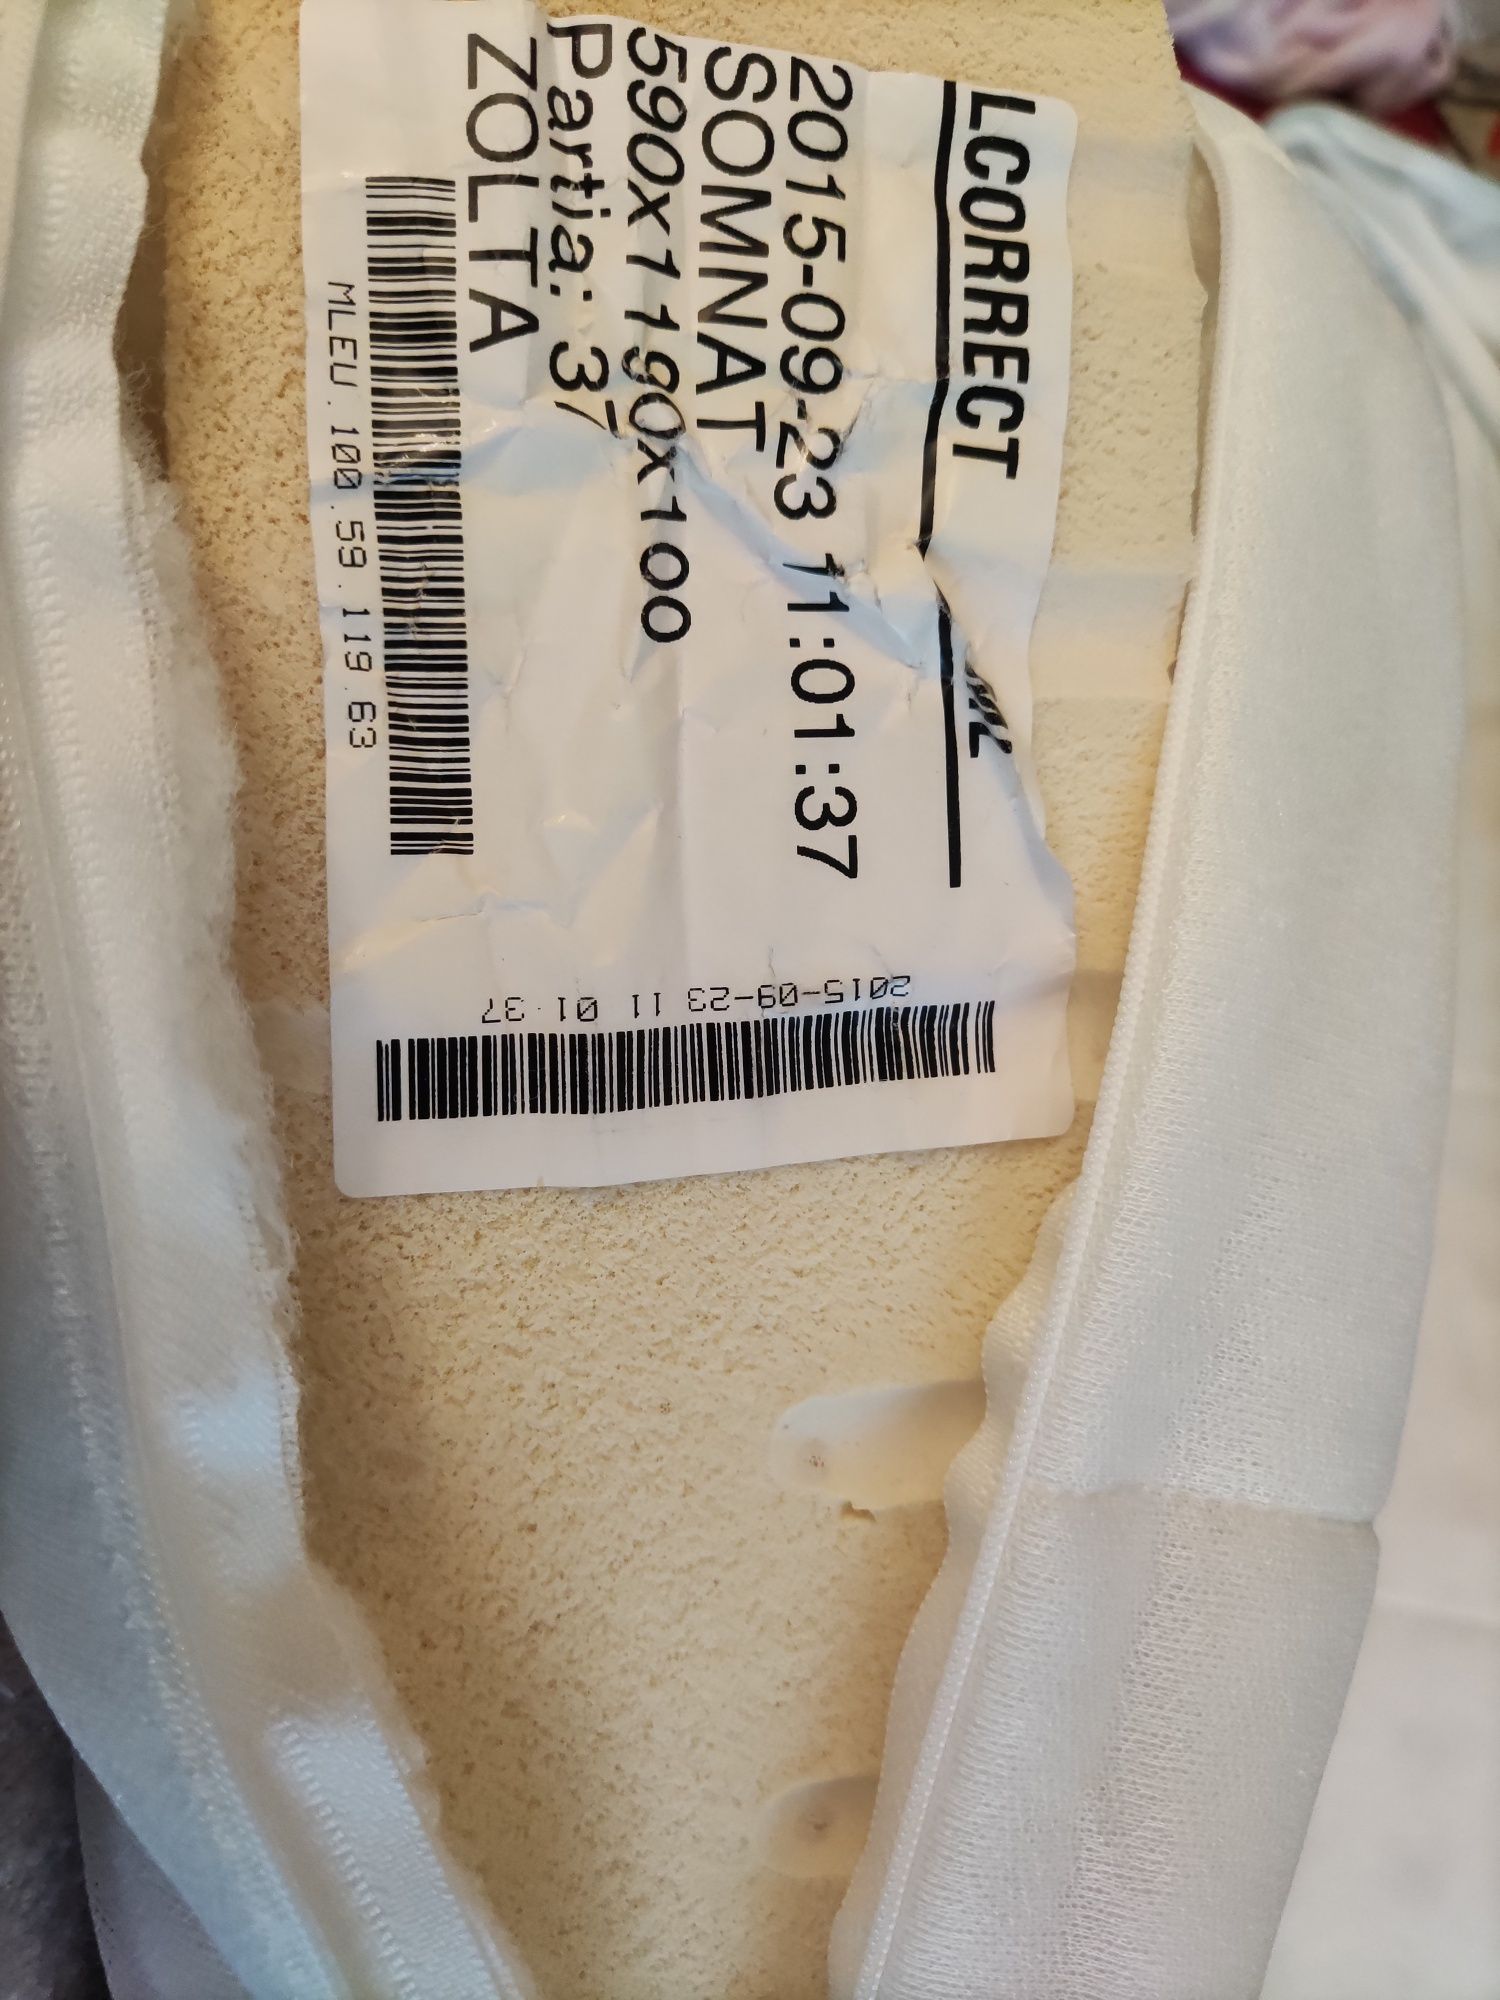 LCORRECT
2015-09-23 11:01:37
SOMNAT
590x1190x100
Partia: 37
ZOLTA
MLEU.100.59.119.63
2015-09-23 11 01 37